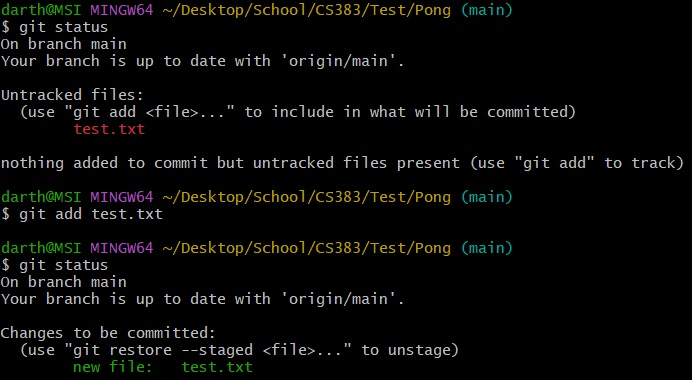 darth@MSI MINGW64 ~/Desktop/School/CS383/Test/Pong (main)
$ git status
On branch main
Your branch is up to date with 'origin/main'.

Untracked files:
  (use "git add <file>..." to include in what will be committed)
        test.txt

nothing added to commit but untracked files present (use "git add" to track)

darth@MSI MINGW64 ~/Desktop/School/CS383/Test/Pong (main)
$ git add test.txt

darth@MSI MINGW64 ~/Desktop/School/CS383/Test/Pong (main)
$ git status
On branch main
Your branch is up to date with 'origin/main'.

Changes to be committed:
  (use "git restore --staged <file>..." to unstage)
        new file:   test.txt